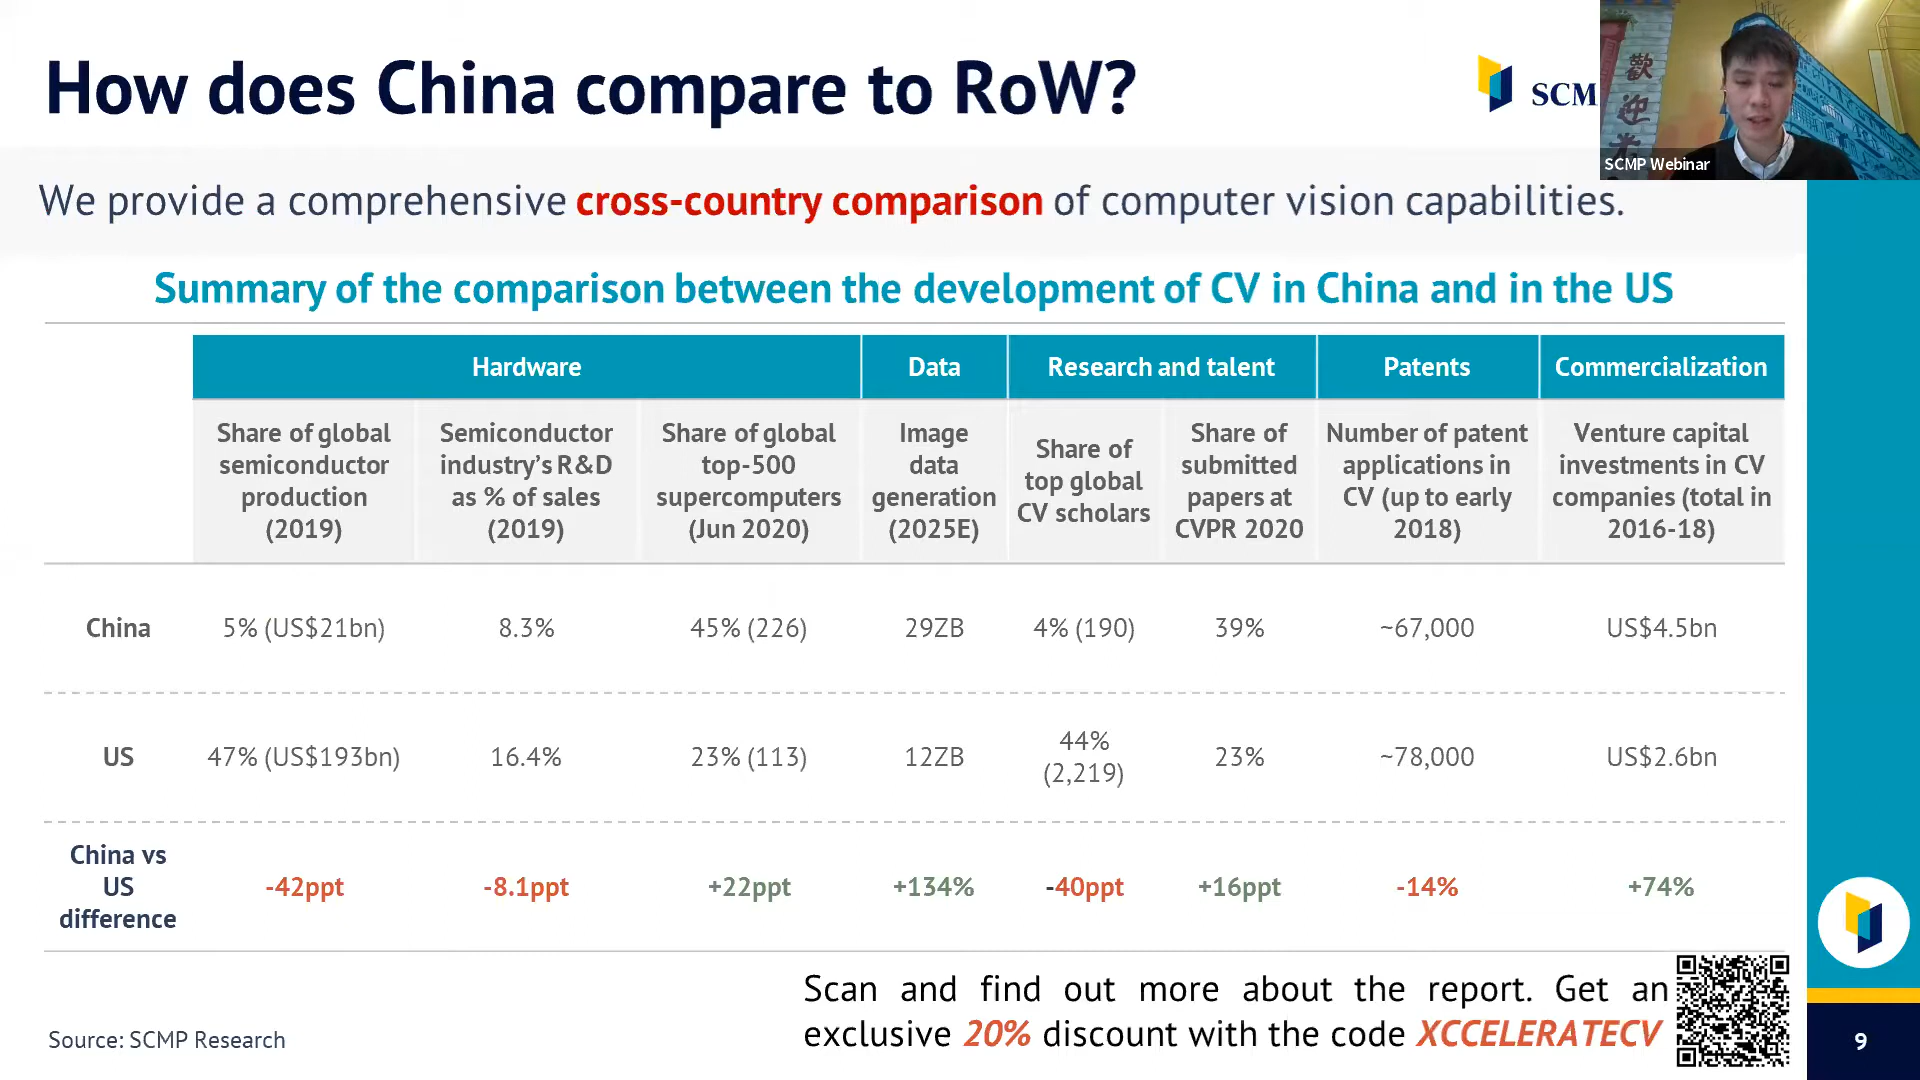 How does China compare to RoW?
SCM
歡
迎
SCMP Webinar
We provide a comprehensive cross-country comparison of computer vision capabilities.
Summary of the comparison between the development of CV in China and in the US
Hardware Data Research and talent Patents Commercialization
Share of global semiconductor production (2019)
Semiconductor industry’s R&D as % of sales (2019)
Share of global top-500 supercomputers (Jun 2020)
Image data generation (2025E)
Share of top global CV scholars
Share of submitted papers at CVPR 2020
Number of patent applications in CV (up to early 2018)
Venture capital investments in CV companies (total in 2016-18)
China 5% (US$21bn) 8.3% 45% (226) 29ZB 4% (190) 39% ~67,000 US$4.5bn
US 47% (US$193bn) 16.4% 23% (113) 12ZB 44% (2,219) 23% ~78,000 US$2.6bn
China vs US difference -42ppt -8.1ppt +22ppt +134% -40ppt +16ppt -14% +74%
Scan and find out more about the report. Get an
exclusive 20% discount with the code XCCELERATECV
Source: SCMP Research
9